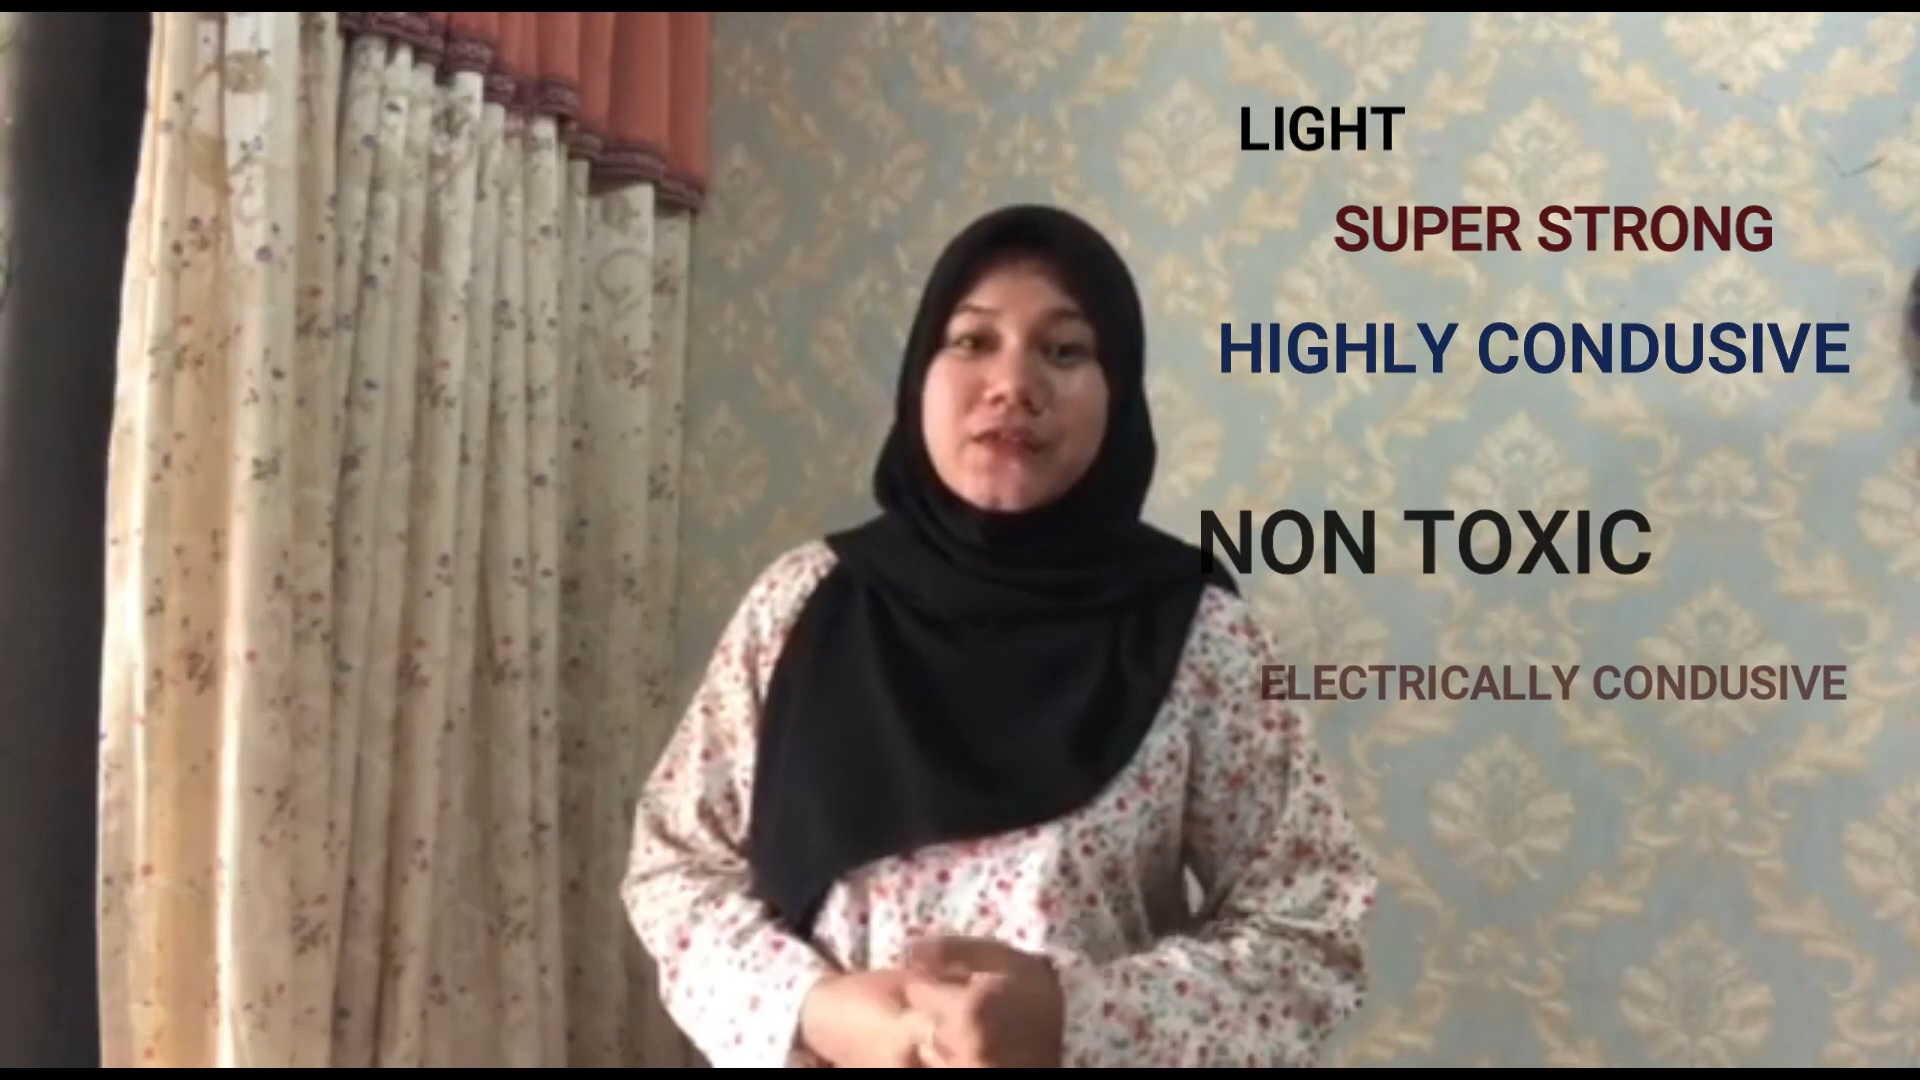 LIGHT
SUPER STRONG
HIGHLY CONDUSIVE
NON TOXIC
ELECTRICALLY CONDUSIVE